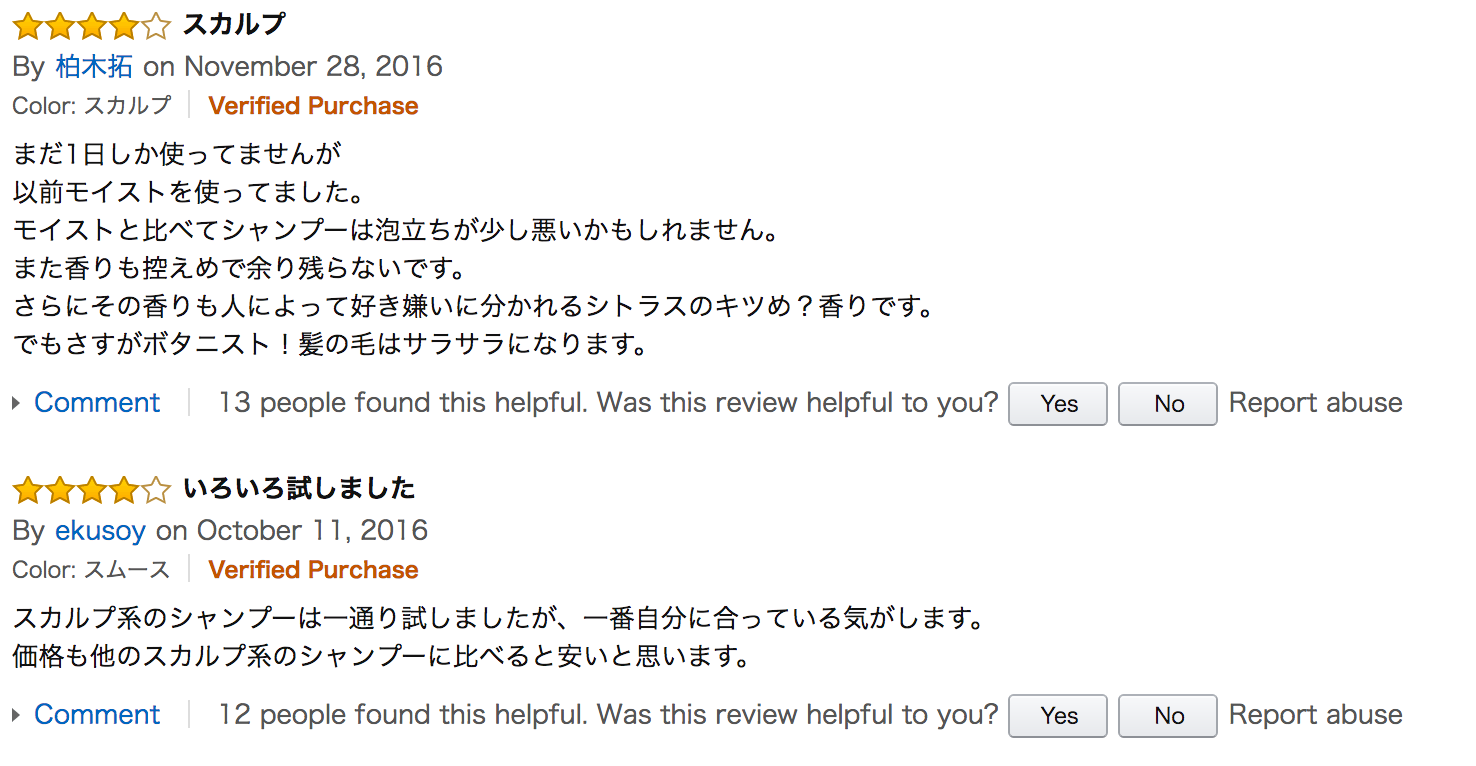 スカルプ
By 柏木拓 on November 28, 2016
Color: スカルプ Verified Purchase
まだ1日しか使ってませんが
以前モイストを使ってました。
モイストと比べてシャンプーは泡立ちが少し悪いかもしれません。
また香りも控えめで余り残らないです。
さらにその香りも人によって好き嫌いに分かれるシトラスのキツめ？香りです。
でもさすがボタニスト！髪の毛はサラサラになります。
Comment 13 people found this helpful. Was this review helpful to you? Yes No Report abuse
いろいろ試しました
By ekusoy on October 11, 2016
Color: スムース Verified Purchase
スカルプ系のシャンプーは一通り試しましたが、一番自分に合っている気がします。
価格も他のスカルプ系のシャンプーに比べると安いと思います。
Comment 12 people found this helpful. Was this review helpful to you? Yes No Report abuse